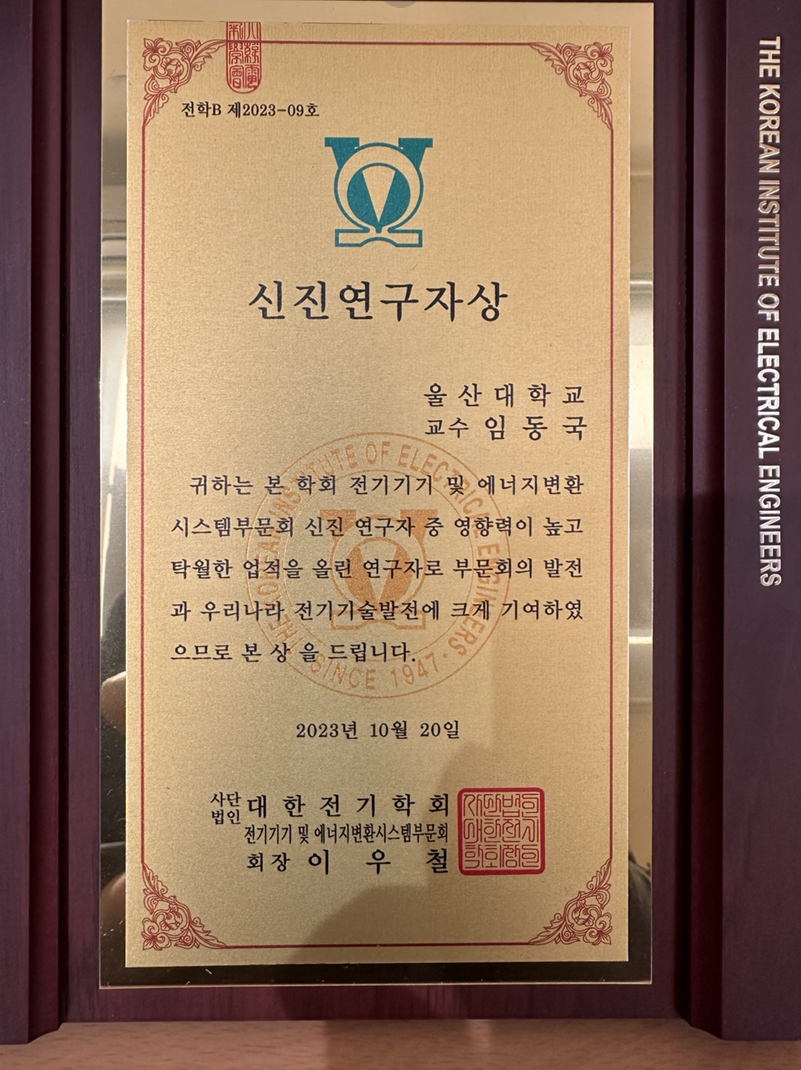 전학B 제2023-09호
신진연구자상
울산대학교
교수 임동국
귀하는 본 학회 전기기기 및 에너지변환
시스템부문회 신진 연구자 중 영향력이 높고
탁월한 업적을 올린 연구자로 부문회의 발전
과 우리나라 전기기술발전에 크게 기여하였
으므로 본 상 을 드립니다.
THE KOREAN INSTITUTE OF ELECTRICAL ENGINEERS
· SINCE 1947 ·
2023년 10월 20일
사단법인 대한전기학회
전기기기 및 에너지변환시스템부문회
회장 이우철
THE KOREAN INSTITUTE OF ELECTRICAL ENGINEERS